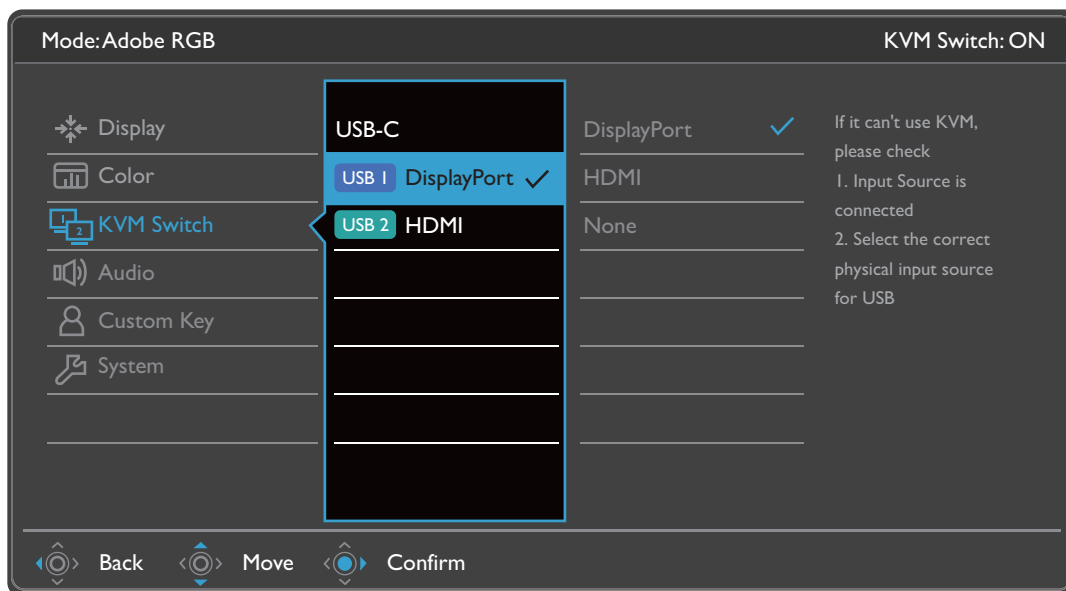 Mode: Adobe RGB
KVM Switch: ON
Display
Color
1 2 KVM Switch
Audio
Custom Key
System
USB-C
USB 1 DisplayPort
USB 2 HDMI
DisplayPort
HDMI
None
If it can't use KVM,
please check
1. Input Source is
connected
2. Select the correct
physical input source
for USB
Back
Move
Confirm